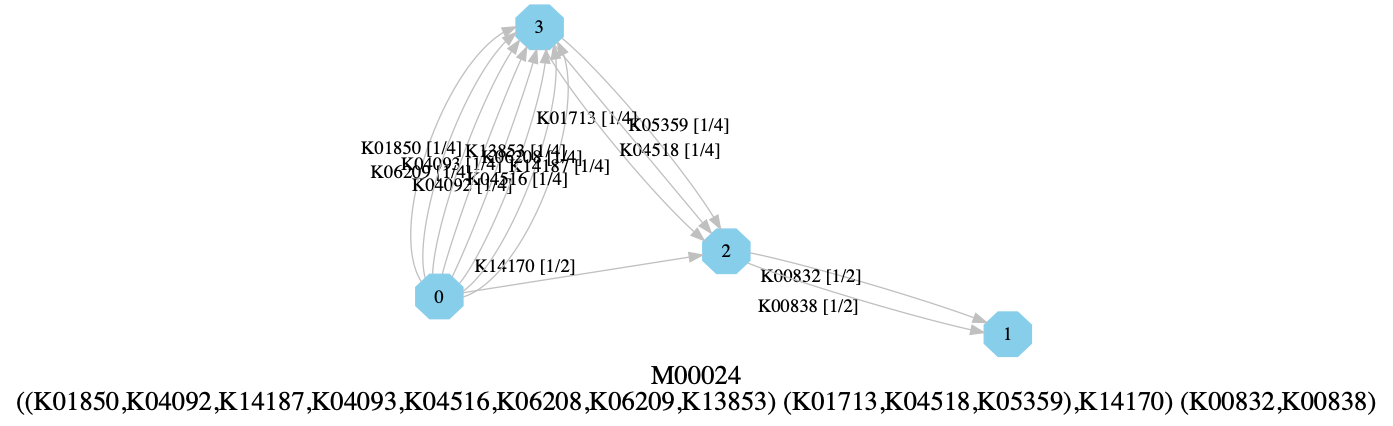 3
K01713 [1/4]
K05359 [1/4]
K01850 [1/4]
K13853 [1/4]
K04518 [1/4]
K06208 [1/4]
K04093 [1/4]
K14187 [1/4]
K06209 [1/4]
K04516 [1/4]
K04092 [1/4]
2
K14170 [1/2]
K00832 [1/2]
0
K00838 [1/2]
1
M00024
((K01850,K04092,K14187,K04093,K04516,K06208,K06209,K13853) (K01713,K04518,K05359),K14170) (K00832,K00838)